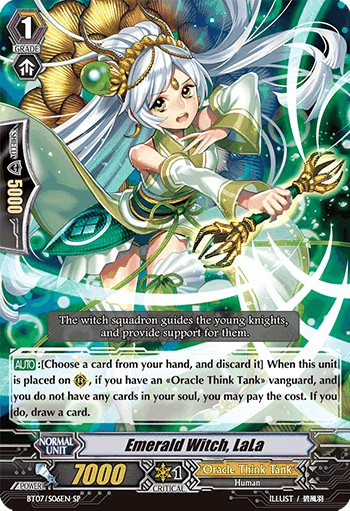 1
GRADE
SHIELD
5000
The witch squadron guides the young knights,
and provide support for them.
AUTO:[Choose a card from your hand, and discard it] When this unit
is placed on , if you have an «Oracle Think Tank» vanguard, and
you do not have any cards in your soul, you may pay the cost. If you
do, draw a card.
NORMAL
UNIT
Emerald Witch, LaLa
POWER
7000
1
CRITICAL
Oracle Think Tank
Human
BT07/S06EN SP
ILLUST / 碧風羽